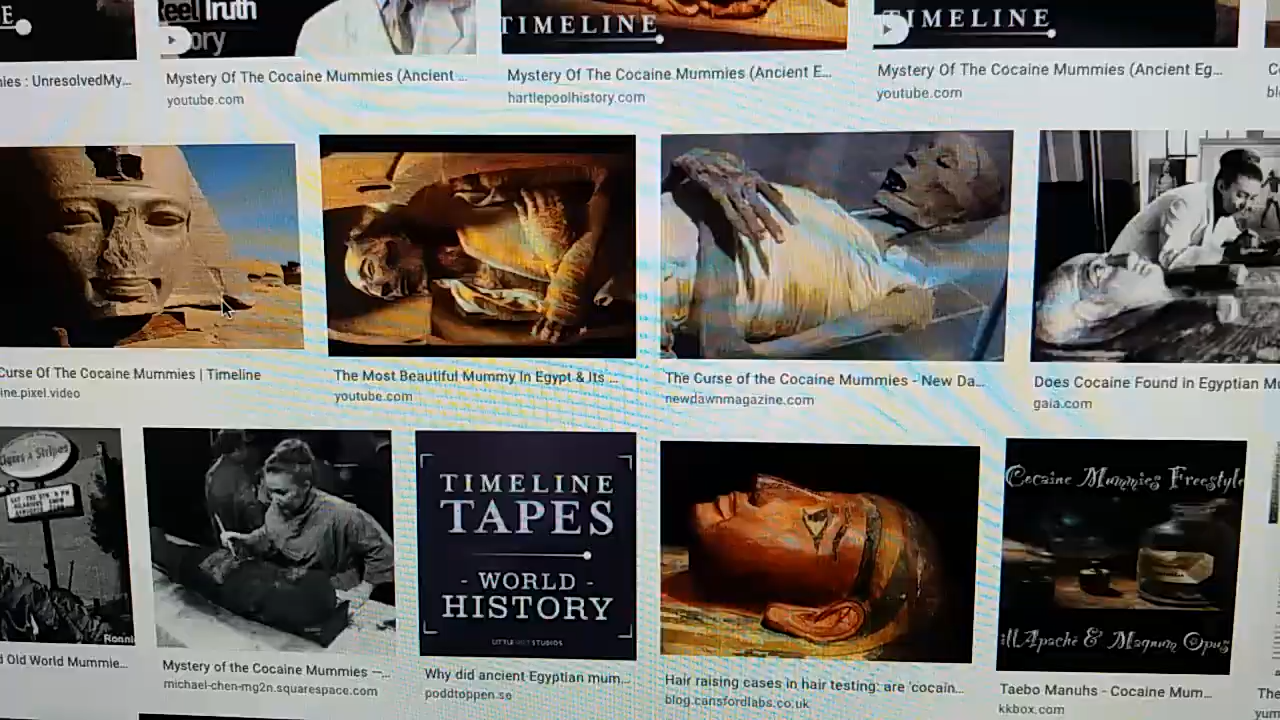 E
Reel Truth
ory
TIMELINE
TIMELINE
ies : UnresolvedMy...
Mystery Of The Cocaine Mummies (Ancient ...
youtube.com
Mystery Of The Cocaine Mummies (Ancient E...
hartlepoolhistory.com
Mystery Of The Cocaine Mummies (Ancient Eg...
youtube.com
Curse Of The Cocaine Mummies | Timeline
ine.pixel.video
The Most Beautiful Mummy In Egypt & Its ...
youtube.com
The Curse of the Cocaine Mummies - New Da...
newdawnmagazine.com
Does Cocaine Found in Egyptian M
gaia.com
Cigars & Stripes
Ronni
d Old World Mummie...
Mystery of the Cocaine Mummies —...
michael-chen-mg2n.squarespace.com
TIMELINE
TAPES
- WORLD -
HISTORY
LITTLE DOT STUDIOS
Why did ancient Egyptian mum...
poddtoppen.se
Hair raising cases in hair testing: are 'cocain...
blog.cansfordlabs.co.uk
Cocaine Mummies Freestyle
ill Apache & Magnum Opus
Taebo Manuhs - Cocaine Mum...
kkbox.com